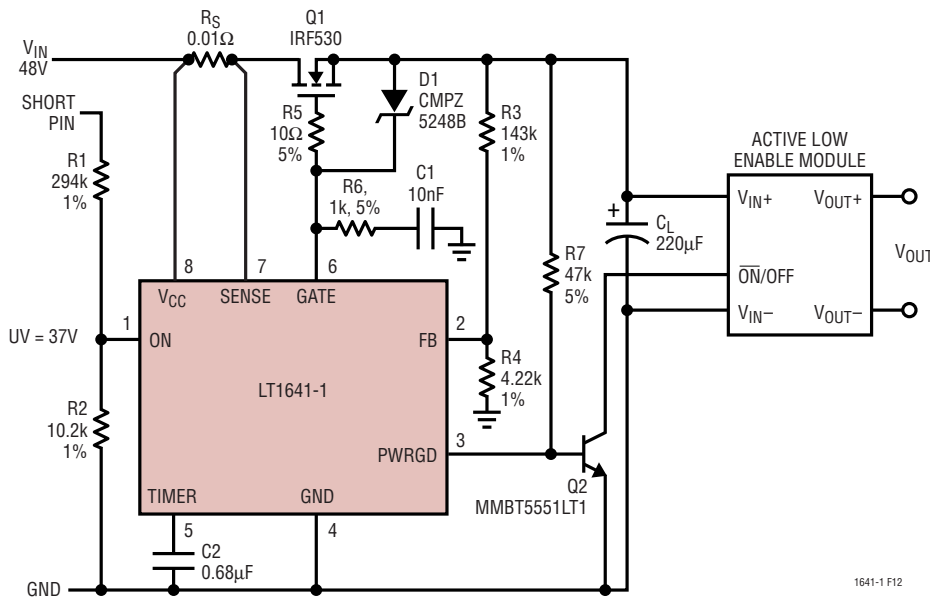 RS
0.01Ω
Q1
IRF530
VIN
48V
SHORT
PIN
R1
294k
1%
R5
10Ω
5%
D1
CMPZ
5248B
R3
143k
1%
R6,
1k, 5%
C1
10nF
ACTIVE LOW
ENABLE MODULE
VIN+
VOUT+
+
CL
220µF
R7
47k
5%
ON/OFF
VOUT
VIN–
VOUT–
8
7
6
VCC
SENSE
GATE
1
2
UV = 37V
ON
FB
LT1641-1
R4
4.22k
1%
R2
10.2k
1%
3
PWRGD
Q2
MMBT5551LT1
TIMER
GND
5
4
C2
0.68µF
GND
1641-1 F12